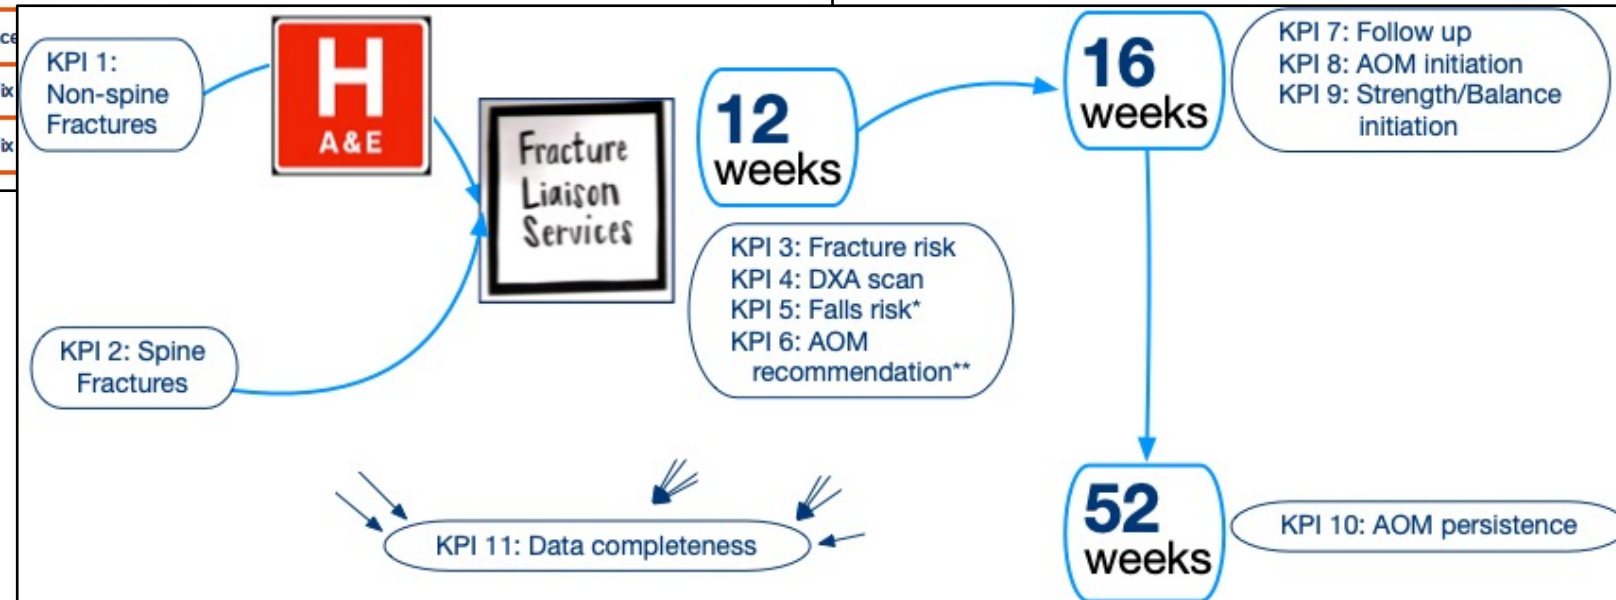 KPI 1:
Non-spine
Fractures
H
A&E
Fracture
Liaison
Services
KPI 2: Spine
Fractures
12
weeks
KPI 3: Fracture risk
KPI 4: DXA scan
KPI 5: Falls risk*
KPI 6: AOM
recommendation**
16
weeks
KPI 7: Follow up
KPI 8: AOM initiation
KPI 9: Strength/Balance
initiation
52
weeks
KPI 10: AOM persistence
KPI 11: Data completeness